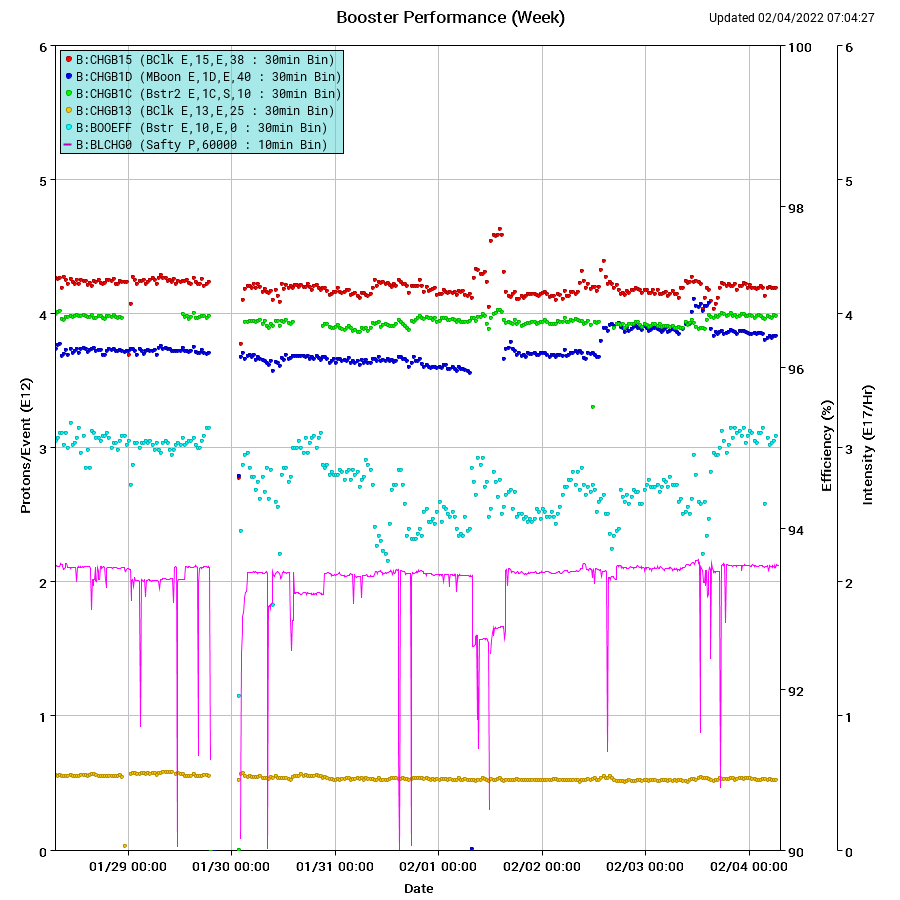 Booster Performance (Week)
Updated 02/04/2022 07:04:27
B:CHGB15 (BClk E,15,E,38 : 30min Bin)
B:CHGB1D (MBoon E,1D,E,40 : 30min Bin)
B:CHGB1C (Bstr2 E,1C,S,10 : 30min Bin)
B:CHGB13 (BClk E,13,E,25 : 30min Bin)
B:BOOEFF (Bstr E,10,E,0 : 30min Bin)
B:BLCHG0 (Safty P,60000 : 10min Bin)
Protons/Event (E12)
6
5
4
3
2
1
0
100
98
96
94
92
90
Efficiency (%)
6
5
4
3
2
1
0
Intensity (E17/Hr)
01/29 00:00
01/30 00:00
01/31 00:00
02/01 00:00
02/02 00:00
02/03 00:00
02/04 00:00
Date